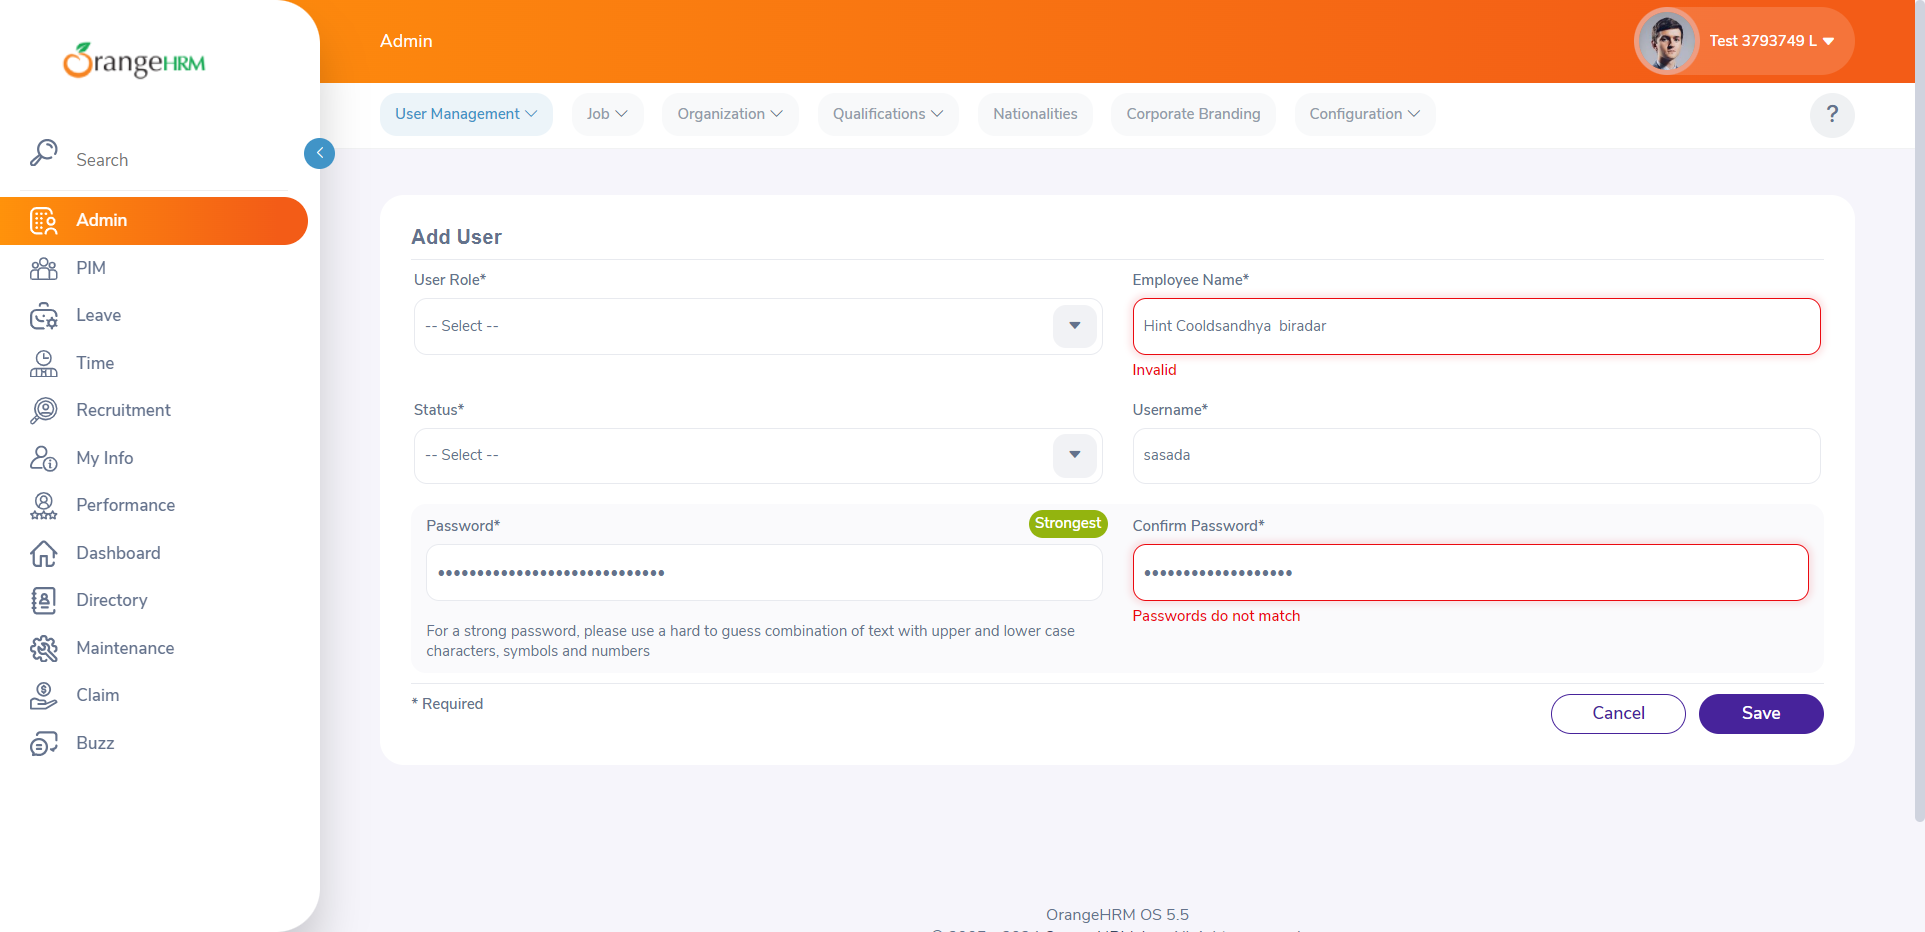 OrangeHRM
Admin
Test 3793749 L
User Management
Job
Organization
Qualifications
Nationalities
Corporate Branding
Configuration
?
Search
Admin
PIM
Leave
Time
Recruitment
My Info
Performance
Dashboard
Directory
Maintenance
Claim
Buzz
Add User
User Role*
-- Select --
Employee Name*
Hint Cooldsandhya  biradar
Invalid
Status*
-- Select --
Username*
sasada
Password*
Strongest
For a strong password, please use a hard to guess combination of text with upper and lower case
characters, symbols and numbers
Confirm Password*
Passwords do not match
* Required
Cancel
Save
OrangeHRM OS 5.5